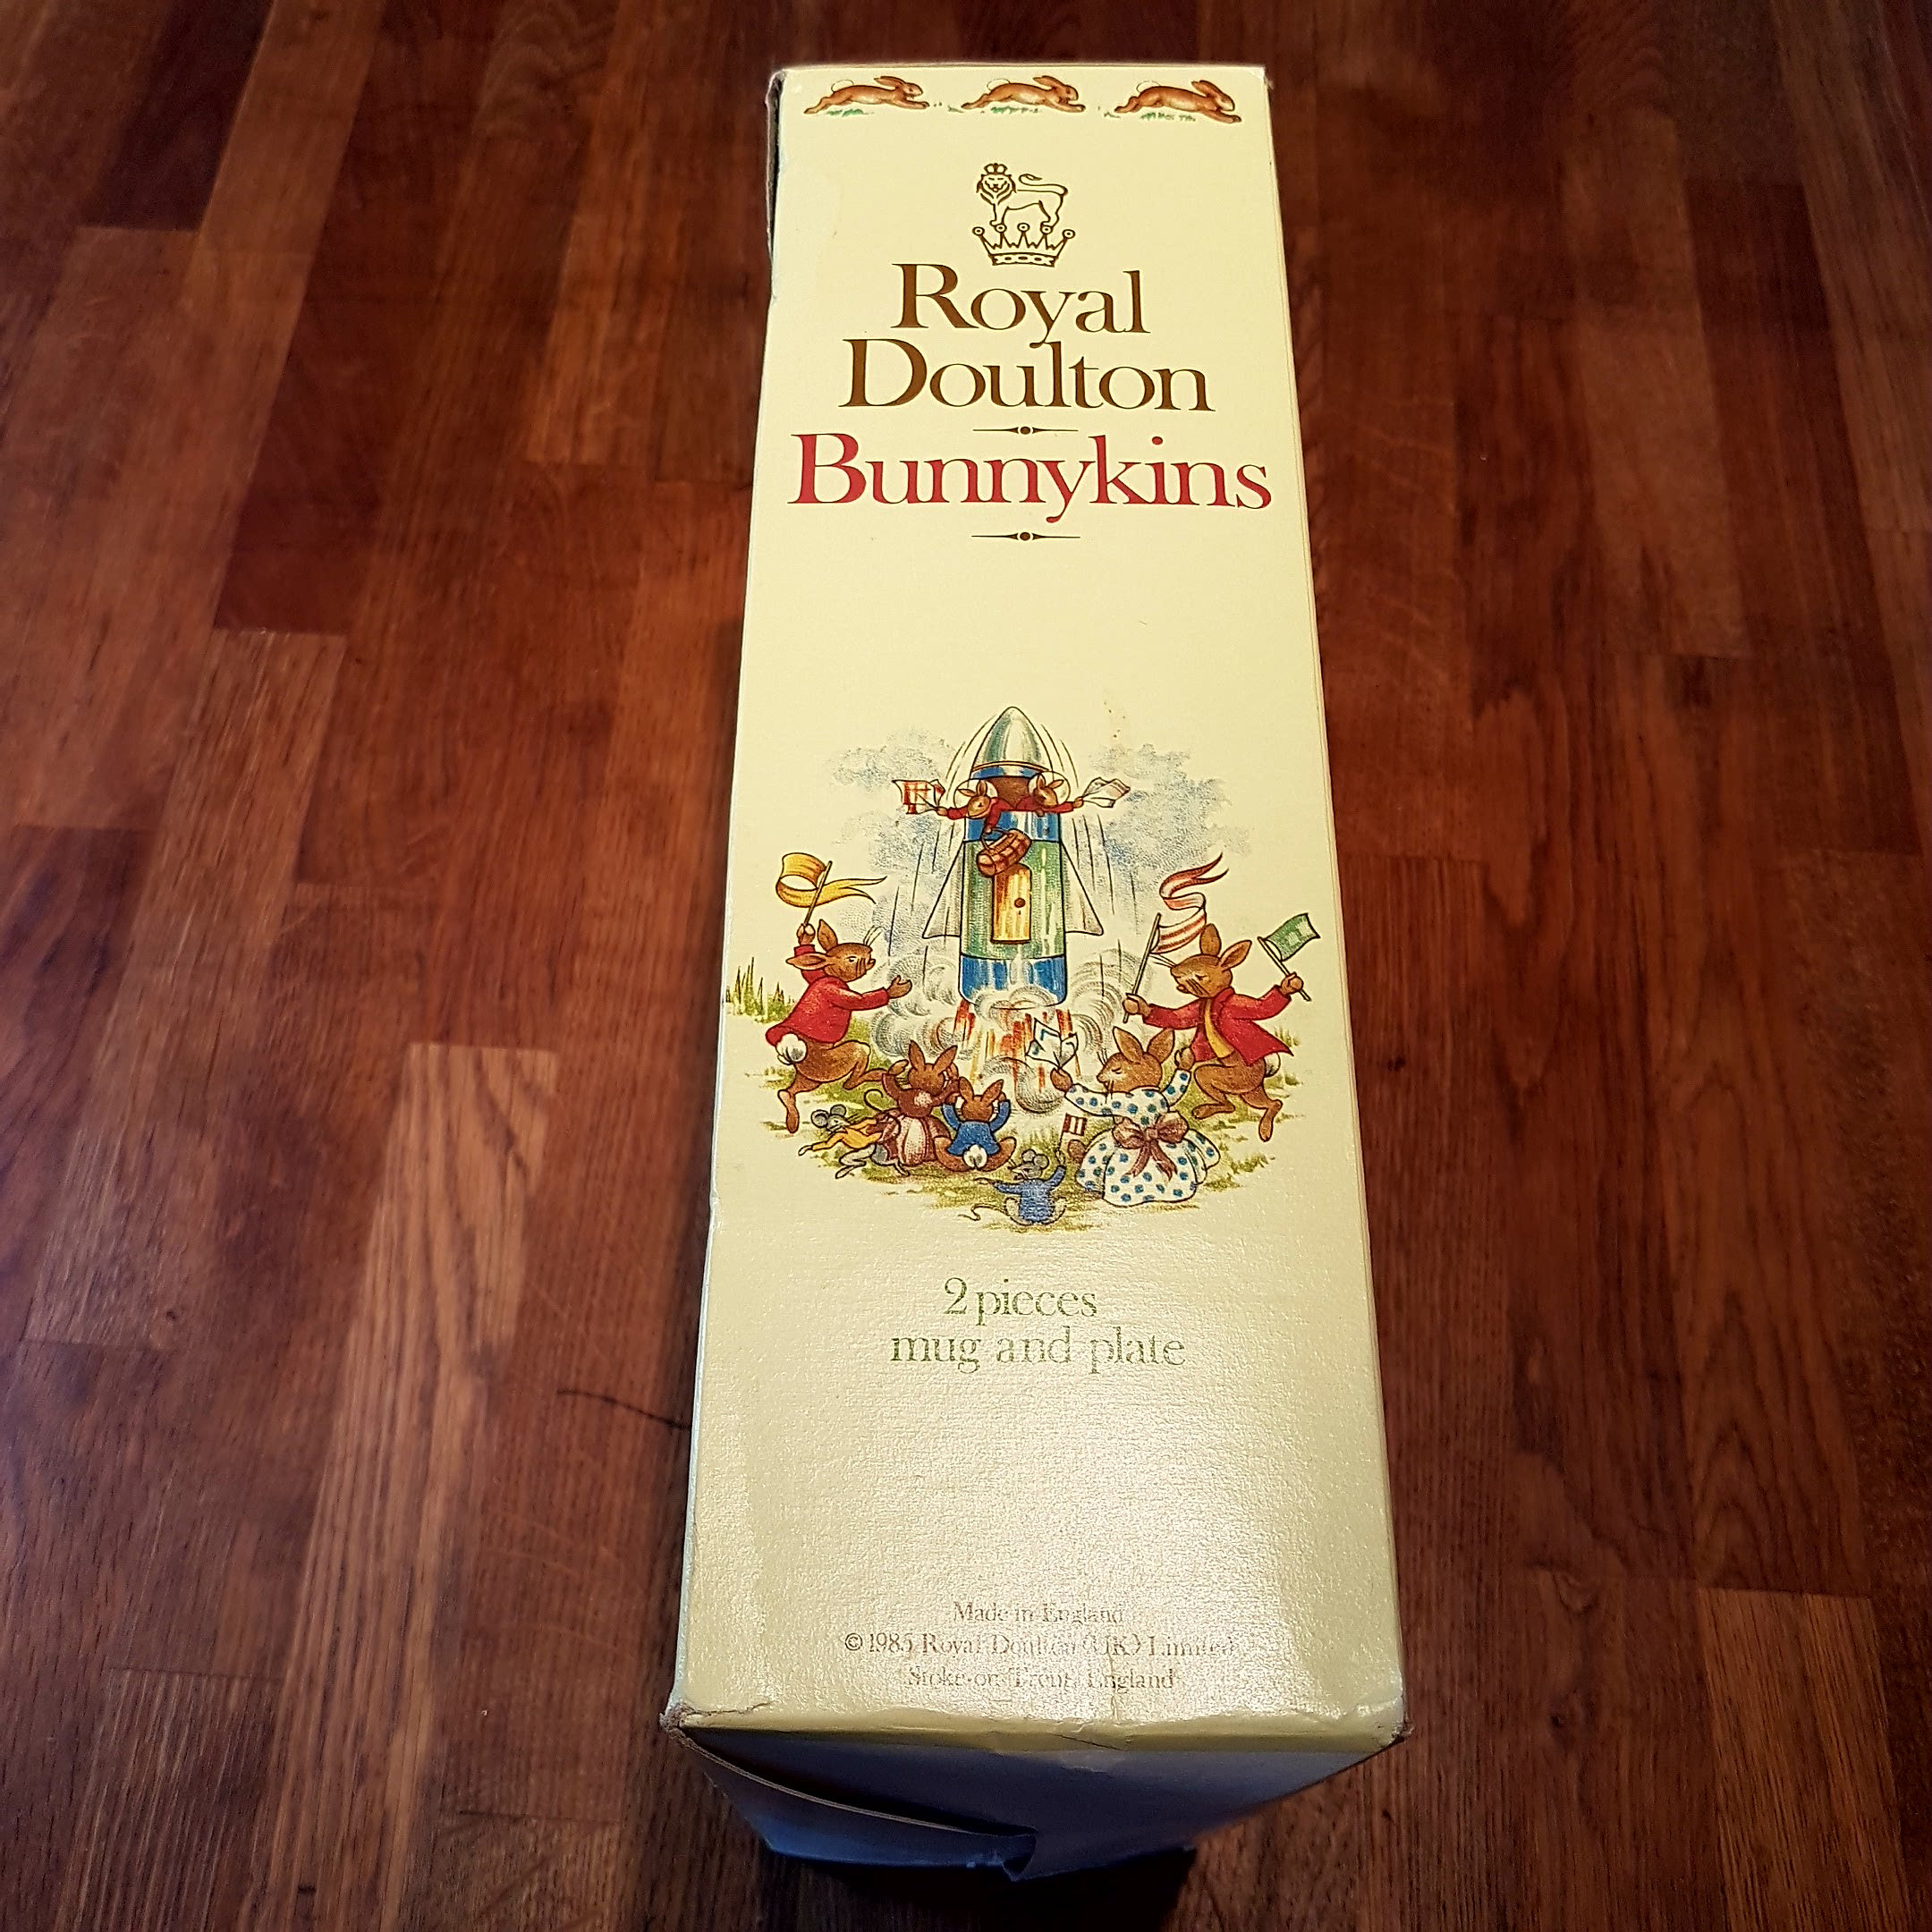 Royal
Doulton
Bunnykins
2 pieces
mug and plate
Made in England
© 1985 Royal Doulton (UK) Limited
Stoke-on-Trent, England